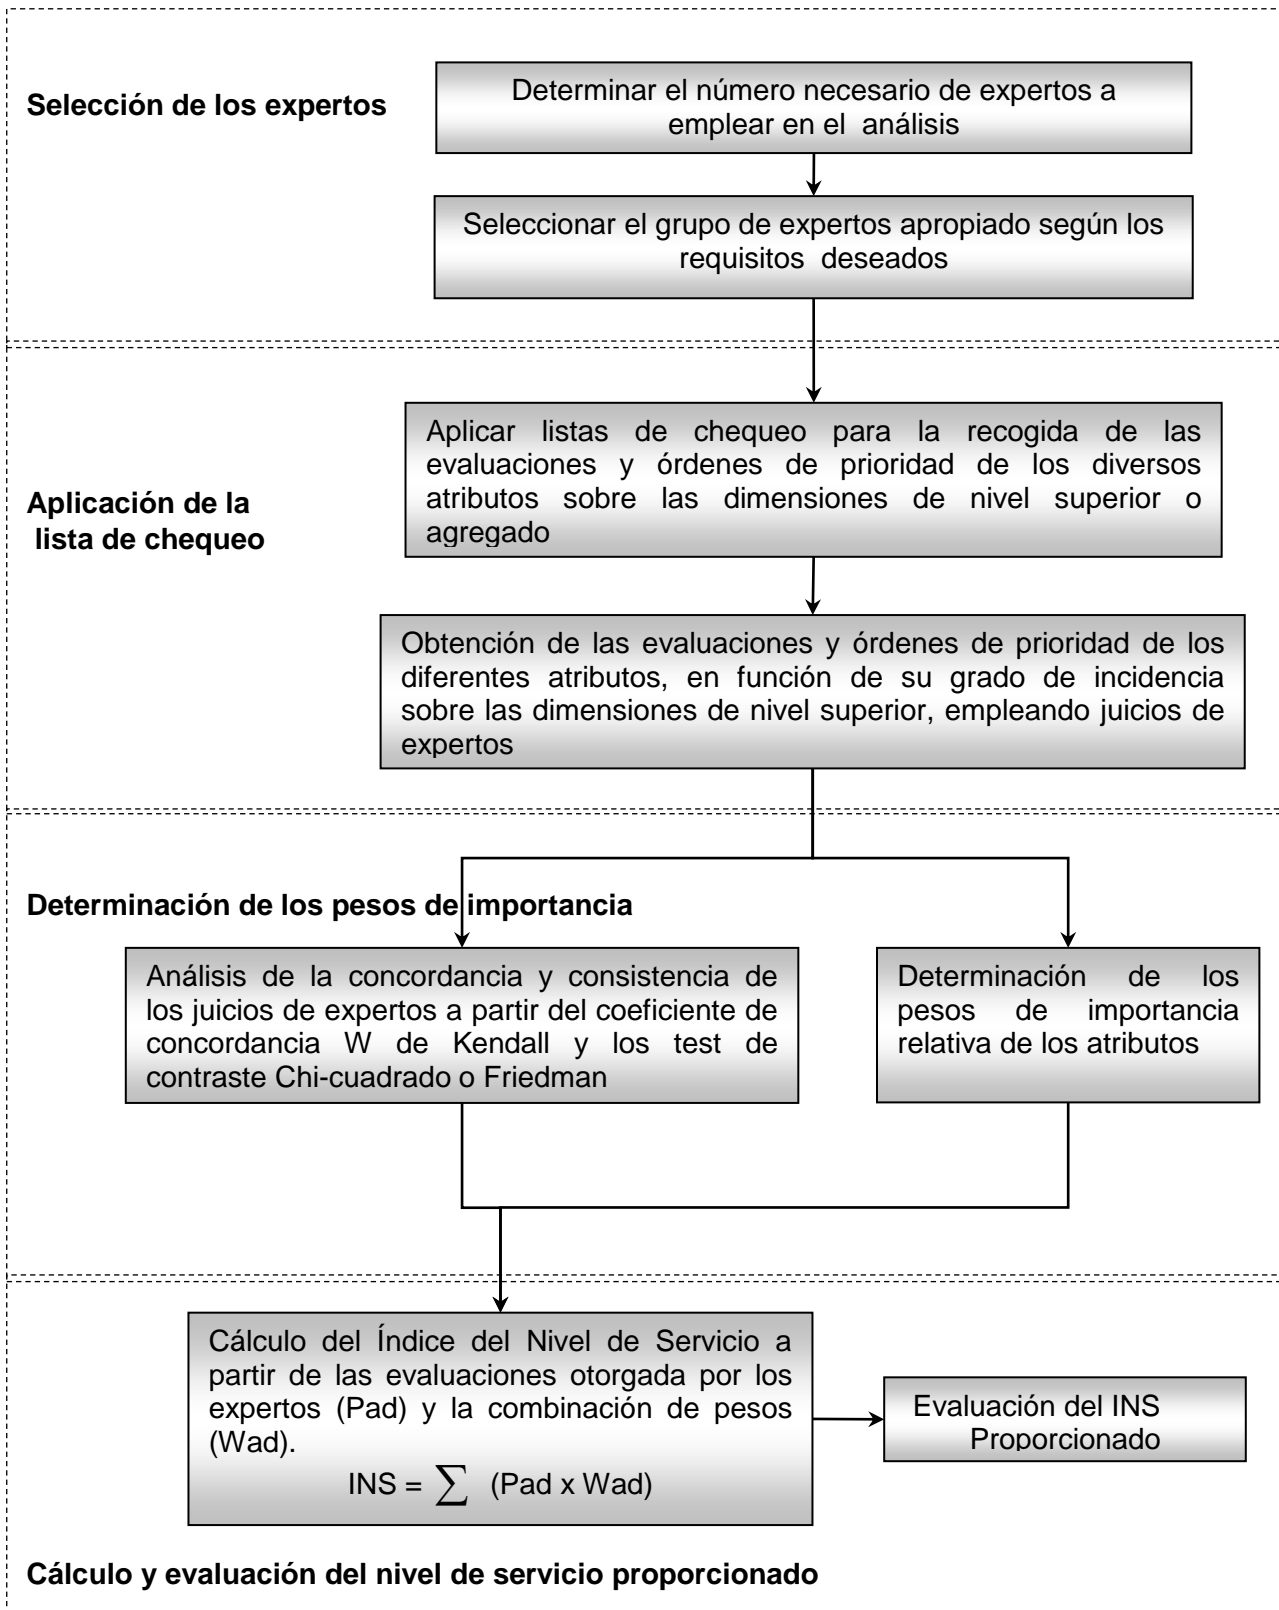 Selección de los expertos
Determinar el número necesario de expertos a
emplear en el análisis
Seleccionar el grupo de expertos apropiado según los
requisitos deseados
Aplicación de la
lista de chequeo
Aplicar listas de chequeo para la recogida de las
evaluaciones y órdenes de prioridad de los diversos
atributos sobre las dimensiones de nivel superior o
agregado
Obtención de las evaluaciones y órdenes de prioridad de los
diferentes atributos, en función de su grado de incidencia
sobre las dimensiones de nivel superior, empleando juicios de
expertos
Determinación de los pesos de importancia
Análisis de la concordancia y consistencia de
los juicios de expertos a partir del coeficiente de
concordancia W de Kendall y los test de
contraste Chi-cuadrado o Friedman
Determinación de los
pesos de importancia
relativa de los atributos
Cálculo del Índice del Nivel de Servicio a
partir de las evaluaciones otorgada por los
expertos (Pad) y la combinación de pesos
(Wad).
INS = ∑ (Pad x Wad)
Evaluación del INS
Proporcionado
Cálculo y evaluación del nivel de servicio proporcionado